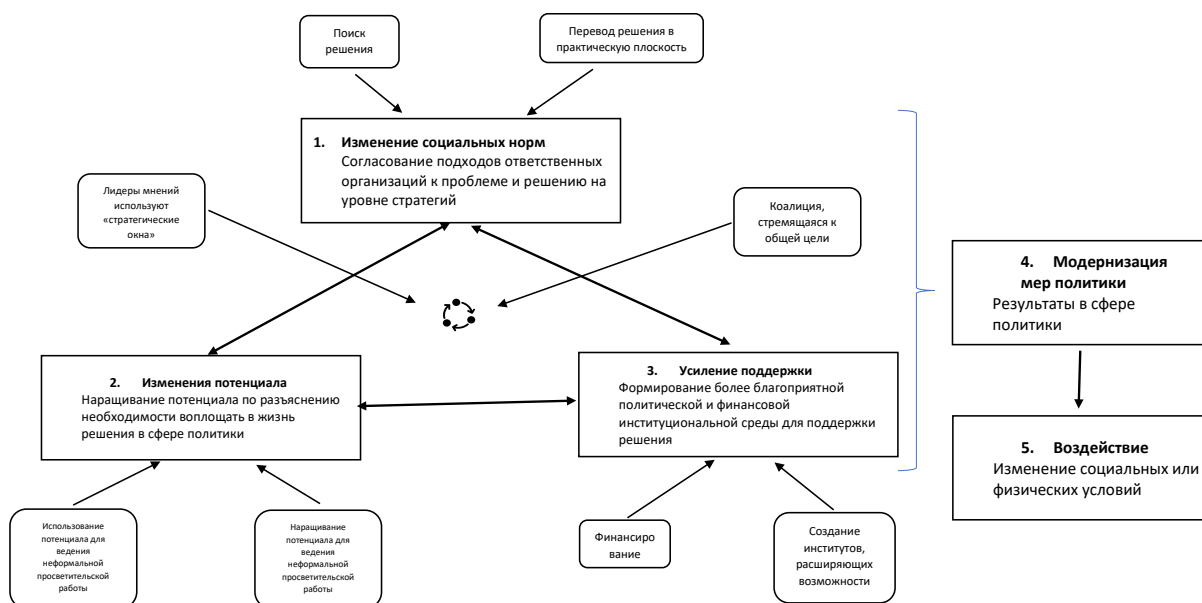 Поиск
решения
Перевод решения в
практическую плоскость
1. Изменение социальных норм
Согласование подходов ответственных
организаций к проблеме и решению на
уровне стратегий
Лидеры мнений
используют
«стратегические
окна»
Коалиция,
стремящаяся к
общей цели
4. Модернизация
мер политики
Результаты в сфере
политики
2. Изменения потенциала
Наращивание потенциала по разъяснению
необходимости воплощать в жизнь
решения в сфере политики
3. Усиление поддержки
Формирование более благоприятной
политической и финансовой
институциональной среды для поддержки
решения
5. Воздействие
Изменение социальных или
физических условий
Использование
потенциала для
ведения
неформальной
просветительской
работы
Наращивание
потенциала для
ведения
неформальной
просветительской
работы
Финансиро
вание
Создание
институтов,
расширяющих
возможности